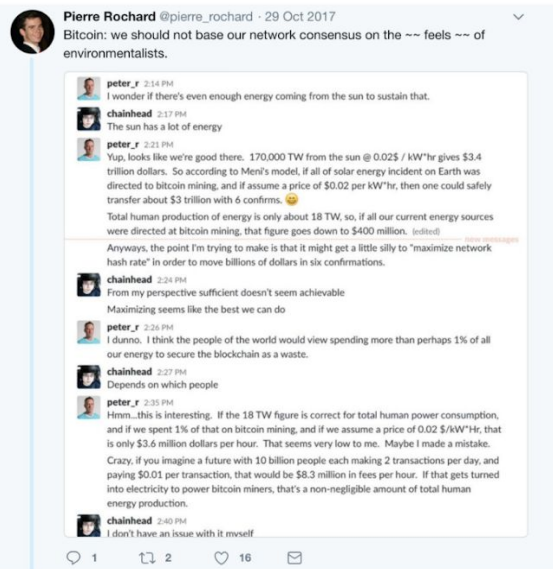 Pierre Rochard @pierre_rochard · 29 Oct 2017
Bitcoin: we should not base our network consensus on the ~~ feels ~~ of
environmentalists.
peter_r 2:14 PM
I wonder if there's even enough energy coming from the sun to sustain that.
chainhead 2:17 PM
The sun has a lot of energy
peter_r 2:21 PM
Yup, looks like we're good there. 170,000 TW from the sun @ 0.02$ / kW*hr gives $3.4
trillion dollars. So according to Meni's model, if all of solar energy incident on Earth was
directed to bitcoin mining, and if assume a price of $0.02 per kW*hr, then one could safely
transfer about $3 trillion with 6 confirms.
Total human production of energy is only about 18 TW, so, if all our current energy sources
were directed at bitcoin mining, that figure goes down to $400 million. (edited)
new messages
Anyways, the point I'm trying to make is that it might get a little silly to "maximize network
hash rate" in order to move billions of dollars in six confirmations.
chainhead 2:24 PM
From my perspective sufficient doesn't seem achievable
Maximizing seems like the best we can do
peter_r 2:26 PM
I dunno. I think the people of the world would view spending more than perhaps 1% of all
our energy to secure the blockchain as a waste.
chainhead 2:27 PM
Depends on which people
peter_r 2:35 PM
Hmm...this is interesting. If the 18 TW figure is correct for total human power consumption,
and if we spent 1% of that on bitcoin mining, and if we assume a price of 0.02 $/kW*Hr, that
is only $3.6 million dollars per hour. That seems very low to me. Maybe I made a mistake.
Crazy, if you imagine a future with 10 billion people each making 2 transactions per day, and
paying $0.01 per transaction, that would be $8.3 million in fees per hour. If that gets turned
into electricity to power bitcoin miners, that's a non-negligible amount of total human
energy production.
chainhead 2:40 PM
I don't have an issue with it myself
1 2 16